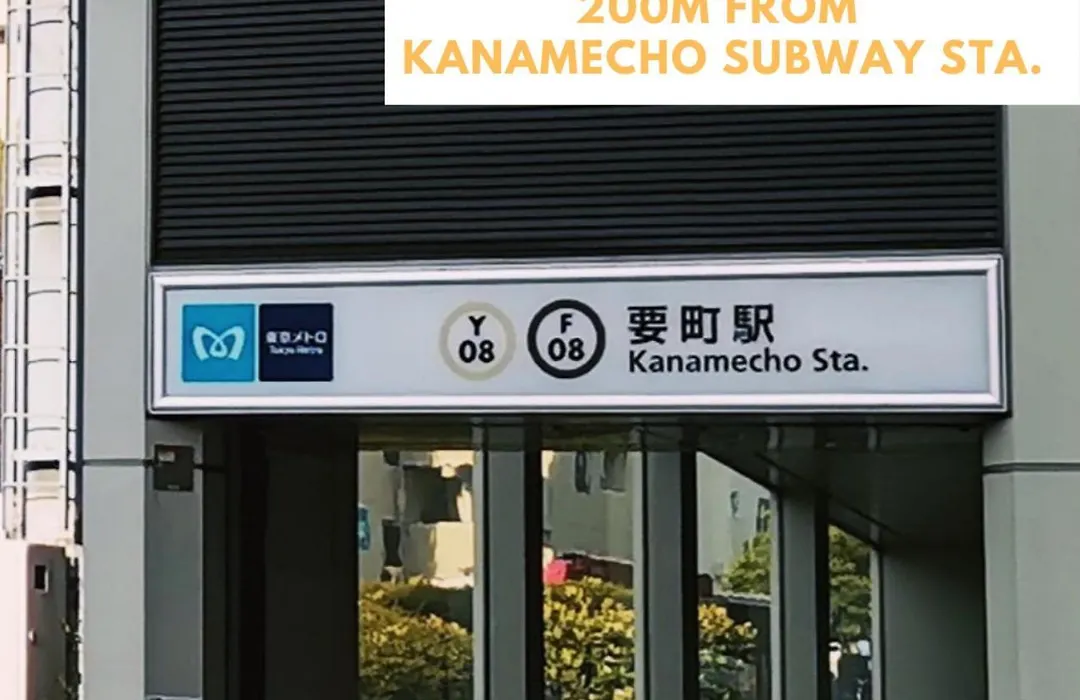 200M FROM
KANAMECHO SUBWAY STA.
東京メトロ
Tokyo Metro
Y
08
F
08
要町駅
Kanamecho Sta.